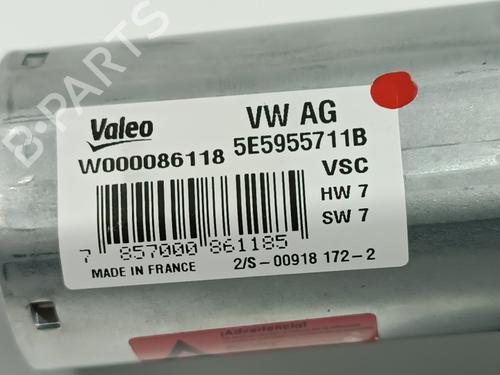 Valeo
VW AG
W000086118
5E5955711B
VSC
HW 7
SW 7
7 857000 861185
MADE IN FRANCE
2/S-00918 172-2
¡Advertencia!
B-PARTS